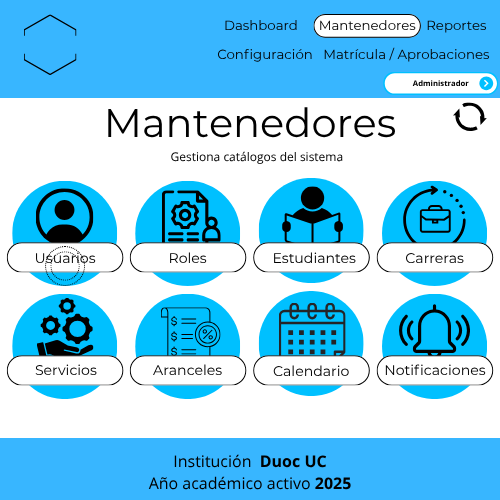 Dashboard Mantenedores Reportes
Configuración Matrícula / Aprobaciones
Administrador
Mantenedores
Gestiona catálogos del sistema
Usuarios Roles Estudiantes Carreras
$
$
$ %
Servicios Aranceles Calendario Notificaciones
Institución Duoc UC
Año académico activo 2025